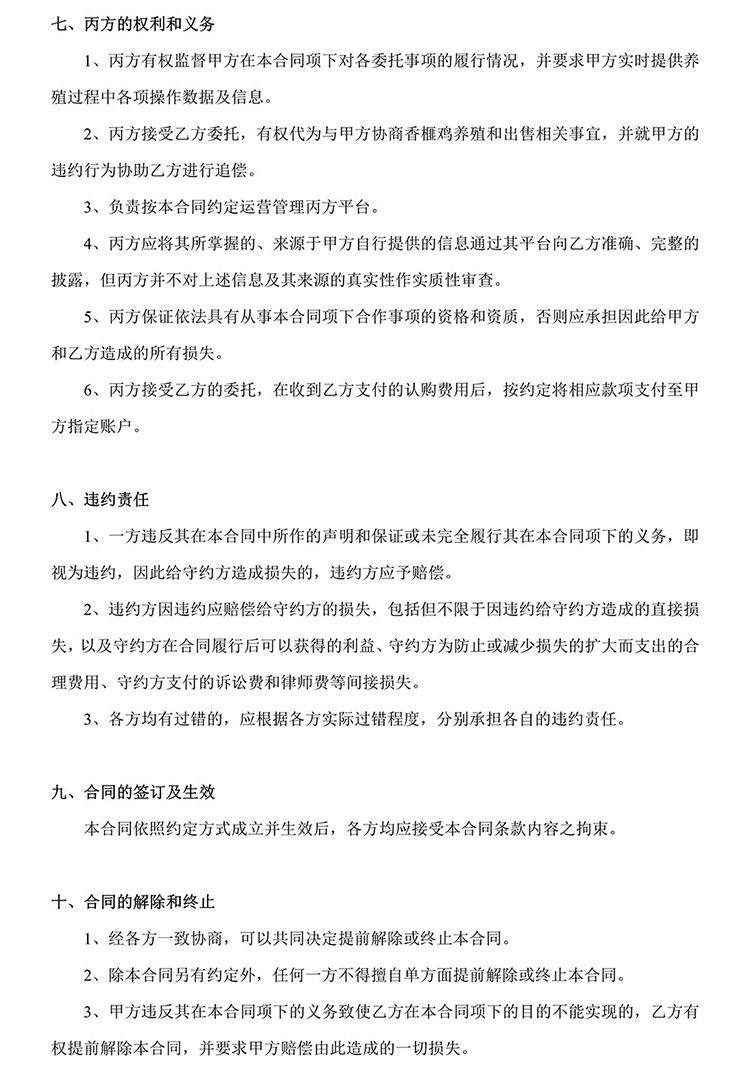 七、丙方的权利和义务
1、丙方有权监督甲方在本合同项下对各委托事项的履行情况，并要求甲方实时提供养
殖过程中各项操作数据及信息。
2、丙方接受乙方委托，有权代为与甲方协商香榧鸡养殖和出售相关事宜，并就甲方的
违约行为协助乙方进行追偿。
3、负责按本合同约定运营管理丙方平台。
4、丙方应将其所掌握的、来源于甲方自行提供的信息通过其平台向乙方准确、完整的
披露，但丙方并不对上述信息及其来源的真实性作实质性审查。
5、丙方保证依法具有从事本合同项下合作事项的资格和资质，否则应承担因此给甲方
和乙方造成的所有损失。
6、丙方接受乙方的委托，在收到乙方支付的认购费用后，按约定将相应款项支付至甲
方指定账户。
八、违约责任
1、一方违反其在本合同中所作的声明和保证或未完全履行其在本合同项下的义务，即
视为违约，因此给守约方造成损失的，违约方应予赔偿。
2、违约方因违约应赔偿给守约方的损失，包括但不限于因违约给守约方造成的直接损
失，以及守约方在合同履行后可以获得的利益、守约方为防止或减少损失的扩大而支出的合
理费用、守约方支付的诉讼费和律师费等间接损失。
3、各方均有过错的，应根据各方实际过错程度，分别承担各自的违约责任。
九、合同的签订及生效
本合同依照约定方式成立并生效后，各方均应接受本合同条款内容之拘束。
十、合同的解除和终止
1、经各方一致协商，可以共同决定提前解除或终止本合同。
2、除本合同另有约定外，任何一方不得擅自单方面提前解除或终止本合同。
3、甲方违反其在本合同项下的义务致使乙方在本合同项下的目的不能实现的，乙方有
权提前解除本合同，并要求甲方赔偿由此造成的一切损失。